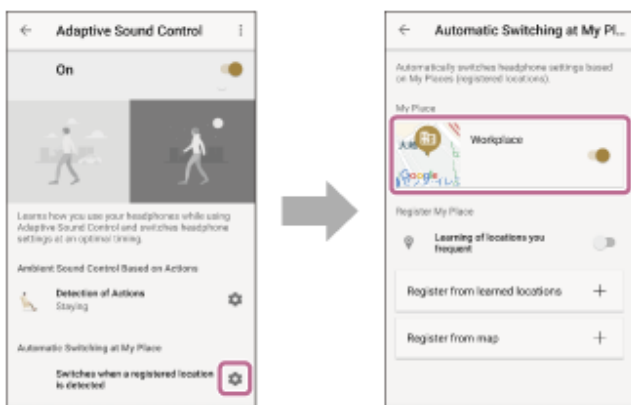 Adaptive Sound Control
On
Learns how you use your headphones while using
Adaptive Sound Control and switches headphone
settings at an optimal timing.
Ambient Sound Control Based on Actions
Detection of Actions
Staying
Automatic Switching at My Place
Switches when a registered location
is detected
Automatic Switching at My Pl...
Automatically switches headphone settings based
on My Places (registered locations).
My Place
Workplace
Google
Register My Place
Learning of locations you
frequent
Register from learned locations
Register from map